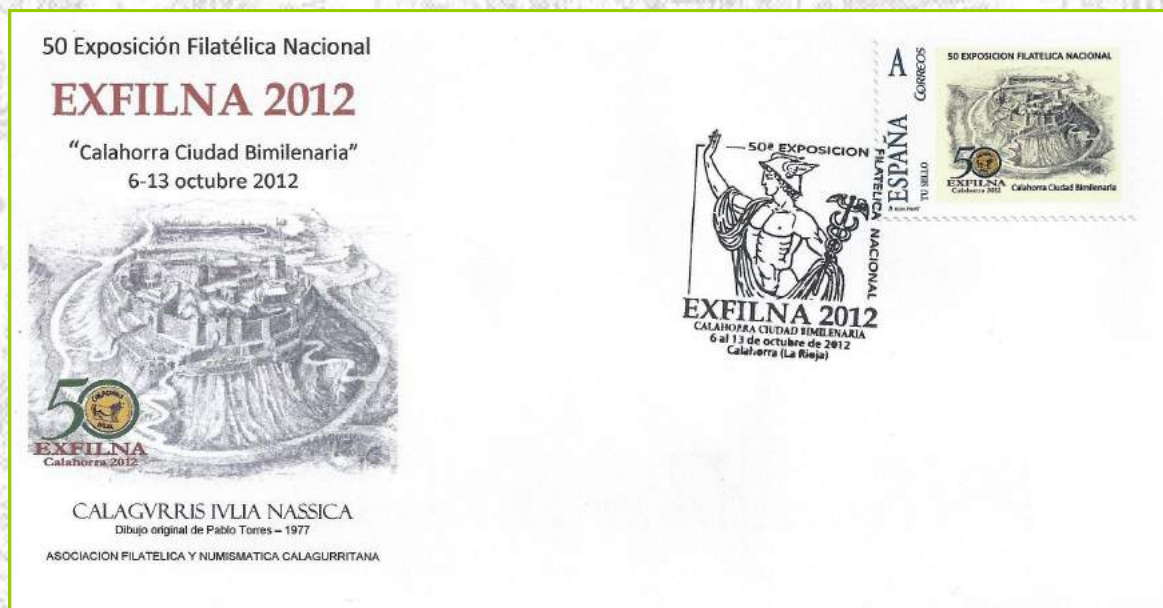 50 Exposición Filatélica Nacional
EXFILNA 2012
“Calahorra Ciudad Bimilenaria”
6-13 octubre 2012
50
EXFILNA
Calahorra 2012
CALAGVRRIS IVLIA NASSICA
Dibujo original de Pablo Torres – 1977
ASOCIACION FILATELICA Y NUMISMATICA CALAGURRITANA
50ª EXPOSICION FILATELICA NACIONAL
EXFILNA 2012
CALAHORRA CIUDAD BIMILENARIA
6 al 13 de octubre de 2012
Calahorra (La Rioja)
A
CORREOS
ESPAÑA
TU SELLO
50 EXPOSICION FILATELICA NACIONAL
50
EXFILNA
Calahorra 2012
Calahorra Ciudad Bimilenaria